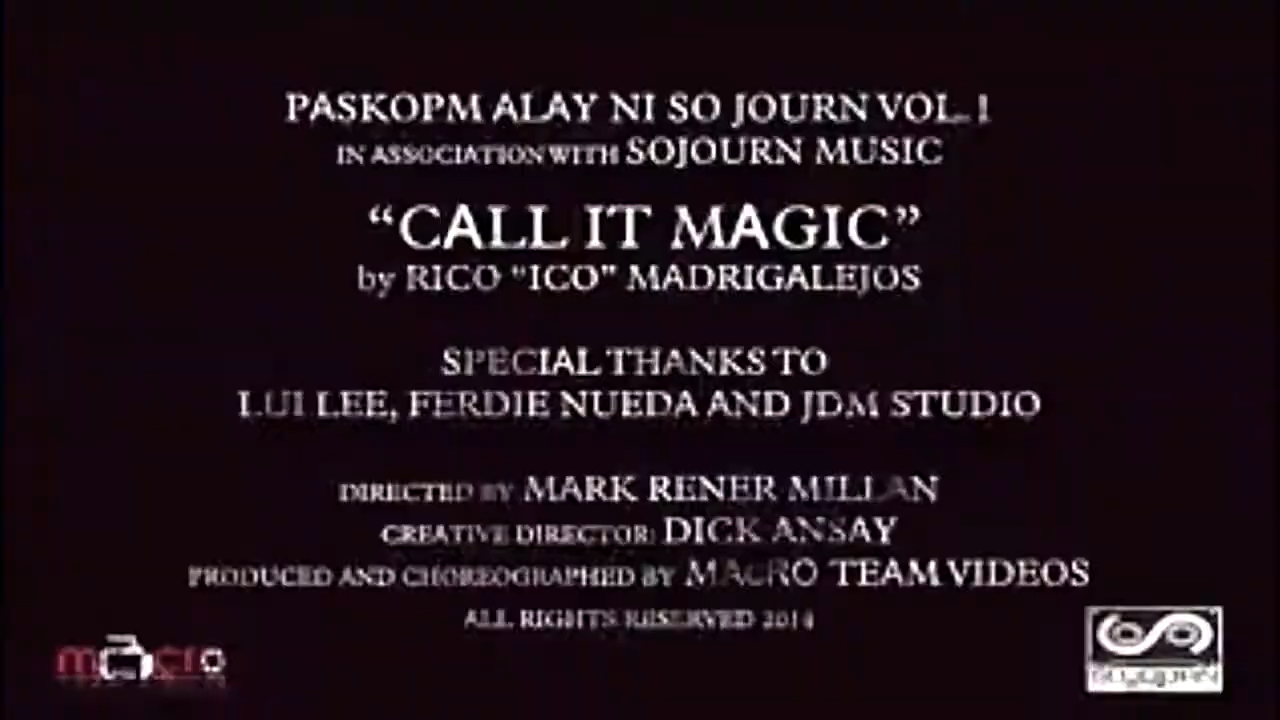 PASKOPM ALAY NI SO JOURN VOL. 1
IN ASSOCIATION WITH SOJOURN MUSIC
“CALL IT MAGIC”
by RICO "ICO" MADRIGALEJOS
SPECIAL THANKS TO
LUI LEE, FERDIE NUEDA AND JDM STUDIO
DIRECTED BY MARK RENER MILLAN
CREATIVE DIRECTOR: DICK ANSAY
PRODUCED AND CHOREOGRAPHED BY MACRO TEAM VIDEOS
ALL RIGHTS RESERVED 2014
macro
SOJOURN